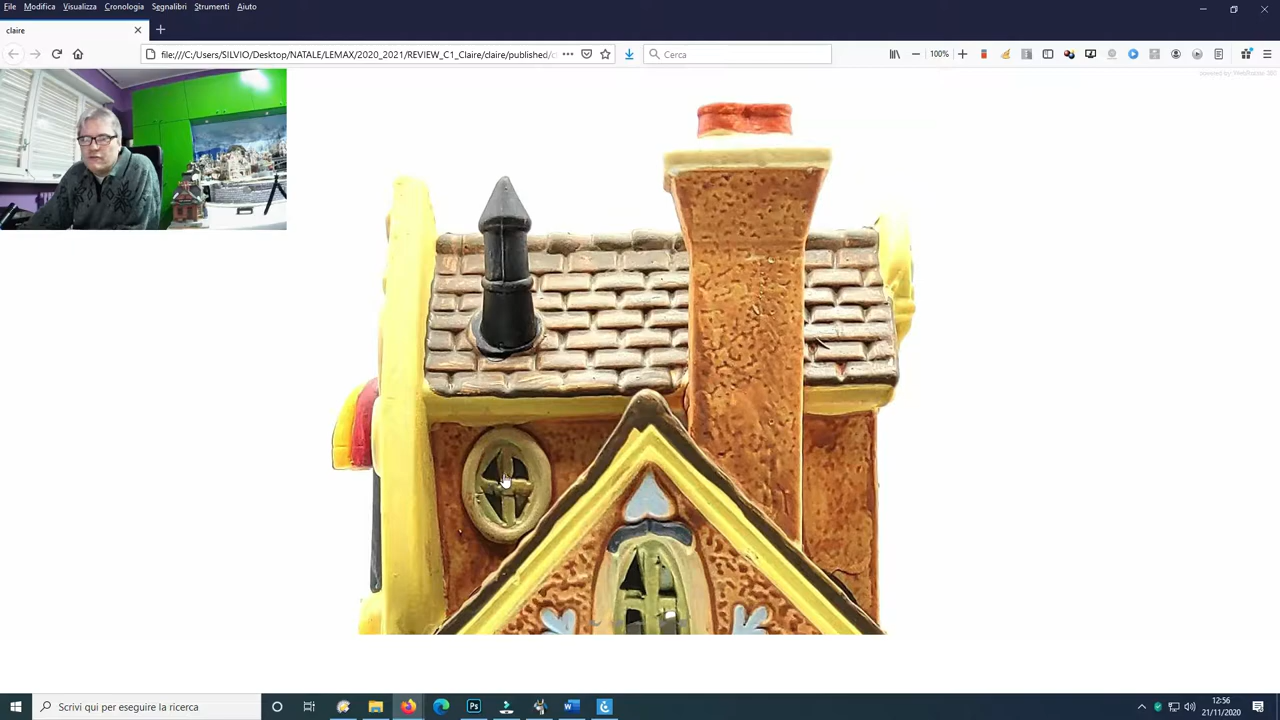 File Modifica Visualizza Cronologia Segnalibri Strumenti Aiuto
claire
file:///C:/Users/SILVIO/Desktop/NATALE/LEMAX/2020_2021/REVIEW_C1_Claire/claire/published/c
Cerca
100%
Ps
W
Scrivi qui per eseguire la ricerca
12:56
21/11/2020